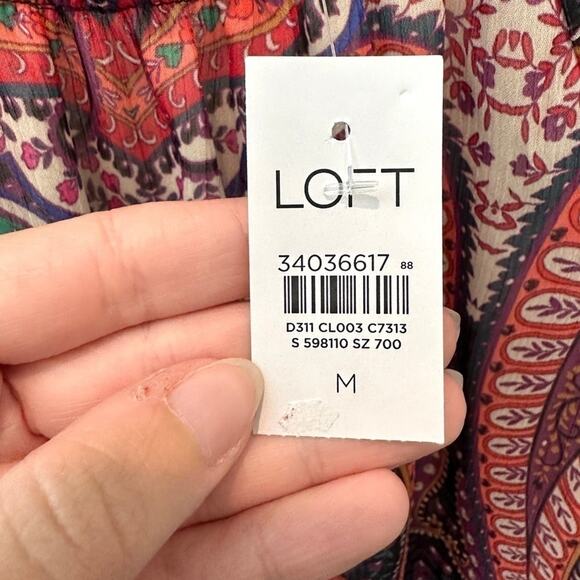 LOFT
34036617 88
D311 CL003 C7313
S 598110 SZ 700
M